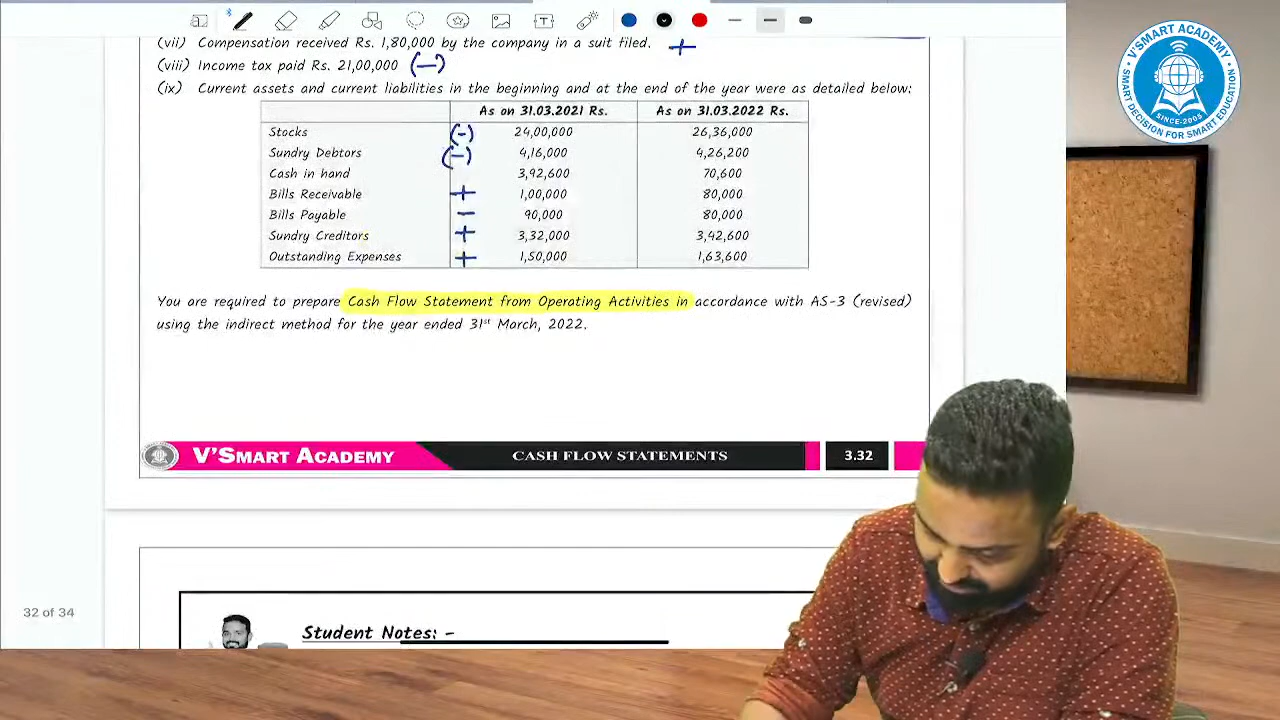 (vii) Compensation received Rs. 1,80,000 by the company in a suit filed. +
(viii) Income tax paid Rs. 21,00,000 (−)
(ix) Current assets and current liabilities in the beginning and at the end of the year were as detailed below:
As on 31.03.2021 Rs. As on 31.03.2022 Rs.
Stocks (-) 24,00,000 26,36,000
Sundry Debtors (-) 4,16,000 4,26,200
Cash in hand 3,92,600 70,600
Bills Receivable + 1,00,000 80,000
Bills Payable − 90,000 80,000
Sundry Creditors + 3,32,000 3,42,600
Outstanding Expenses + 1,50,000 1,63,600
You are required to prepare Cash Flow Statement from Operating Activities in accordance with AS-3 (revised)
using the indirect method for the year ended 31st March, 2022.
V'SMART ACADEMY CASH FLOW STATEMENTS 3.32
32 of 34
Student Notes: -
V'SMART ACADEMY
SINCE-2005
SMART DECISION FOR SMART EDUCATION